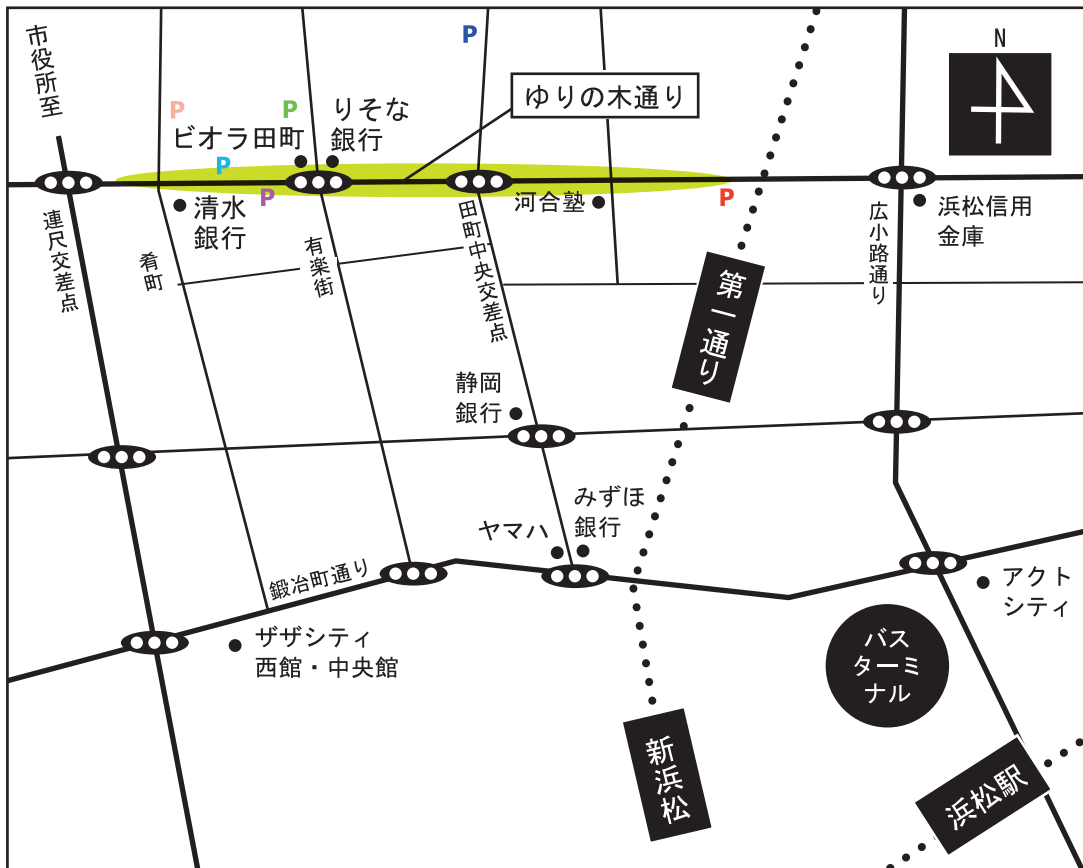 市役所至
P
N
P
P
りそな
銀行
ゆりの木通り
ビオラ田町
P
P
P
清水
銀行
河合塾
浜松信用
金庫
連尺交差点
肴町
有楽街
田町中央交差点
広小路通り
第一通り
静岡
銀行
みずほ
銀行
ヤマハ
鍛冶町通り
アクト
シティ
ザザシティ
西館・中央館
バス
ターミ
ナル
新浜松
浜松駅